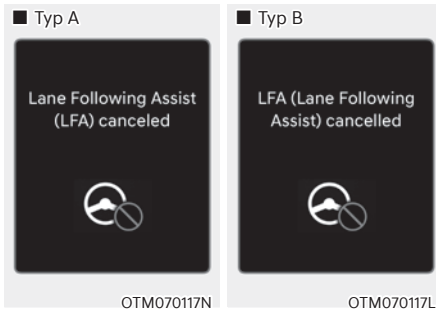 ■ Typ A
Lane Following Assist
(LFA) canceled
OTM070117N
■ Typ B
LFA (Lane Following
Assist) cancelled
OTM070117L